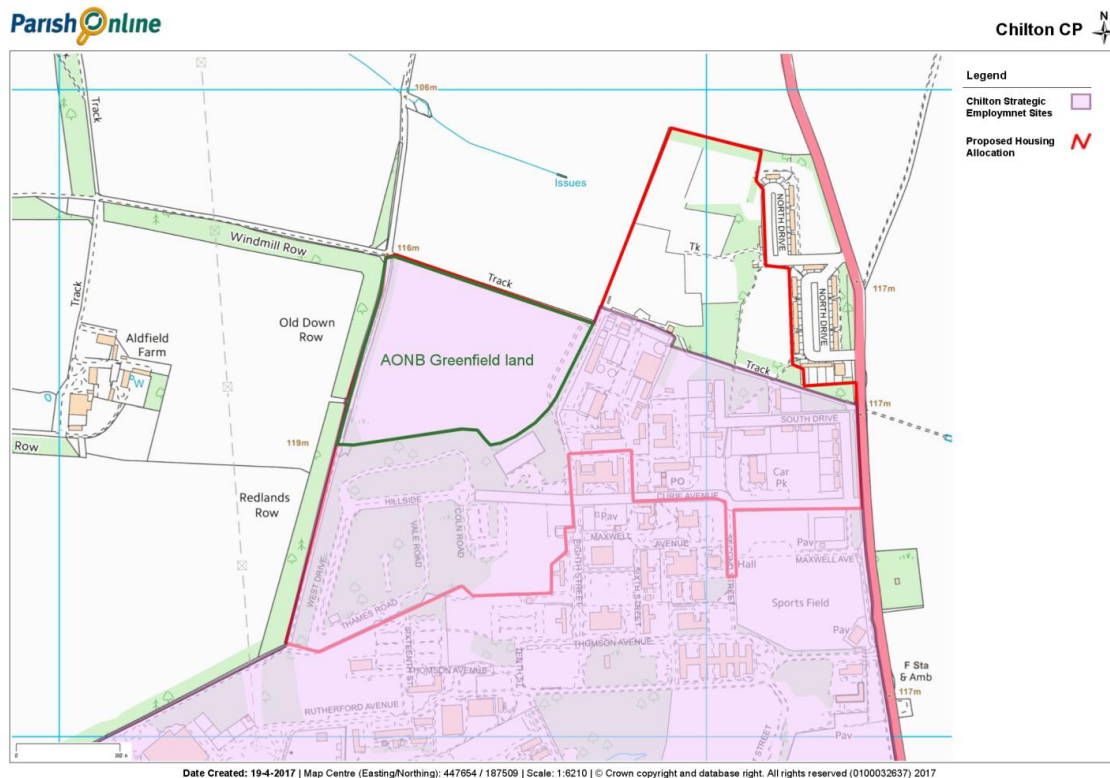 Parish Online
Chilton CP
N
Legend
Chilton Strategic
Employmnet Sites
Proposed Housing
Allocation
106m
Track
Issues
NORTH DRIVE
Windmill Row
116m
Track
Tk
117m
Track
NORTH DRIVE
Old Down
Row
Aldfield
Farm
W
AONB Greenfield land
Track
117m
SOUTH DRIVE
119m
Row
Car
Pk
PO
Redlands
Row
HILLSIDE
CURIE AVENUE
VALE ROAD
COLN ROAD
Pav
MAXWELL
AVENUE
Pav
MAXWELL AVE
EIGHTH STREET
SIXTH STREET
Hall
WEST DRIVE
THAMES ROAD
Sports Field
Pav
SIXTEENTH ST
THOMSON AVENUE
THOMSON AVENUE
F Sta
& Amb
117m
RUTHERFORD AVENUE
STREET
Pav
0
Date Created: 19-4-2017 | Map Centre (Easting/Northing): 447654 / 187509 | Scale: 1:6210 | © Crown copyright and database right. All rights reserved (0100032637) 2017